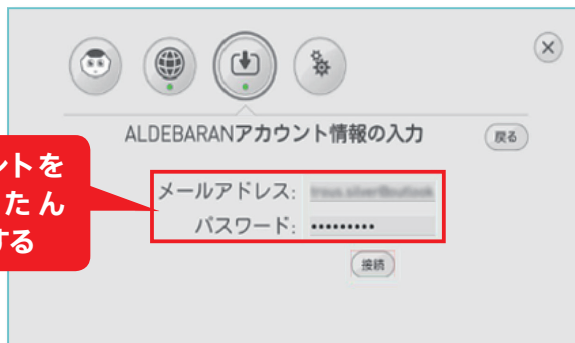 ALDEBARANアカウント情報の入力
戻る
ントを
たん
する
メールアドレス:
パスワード: •••••••••
接続